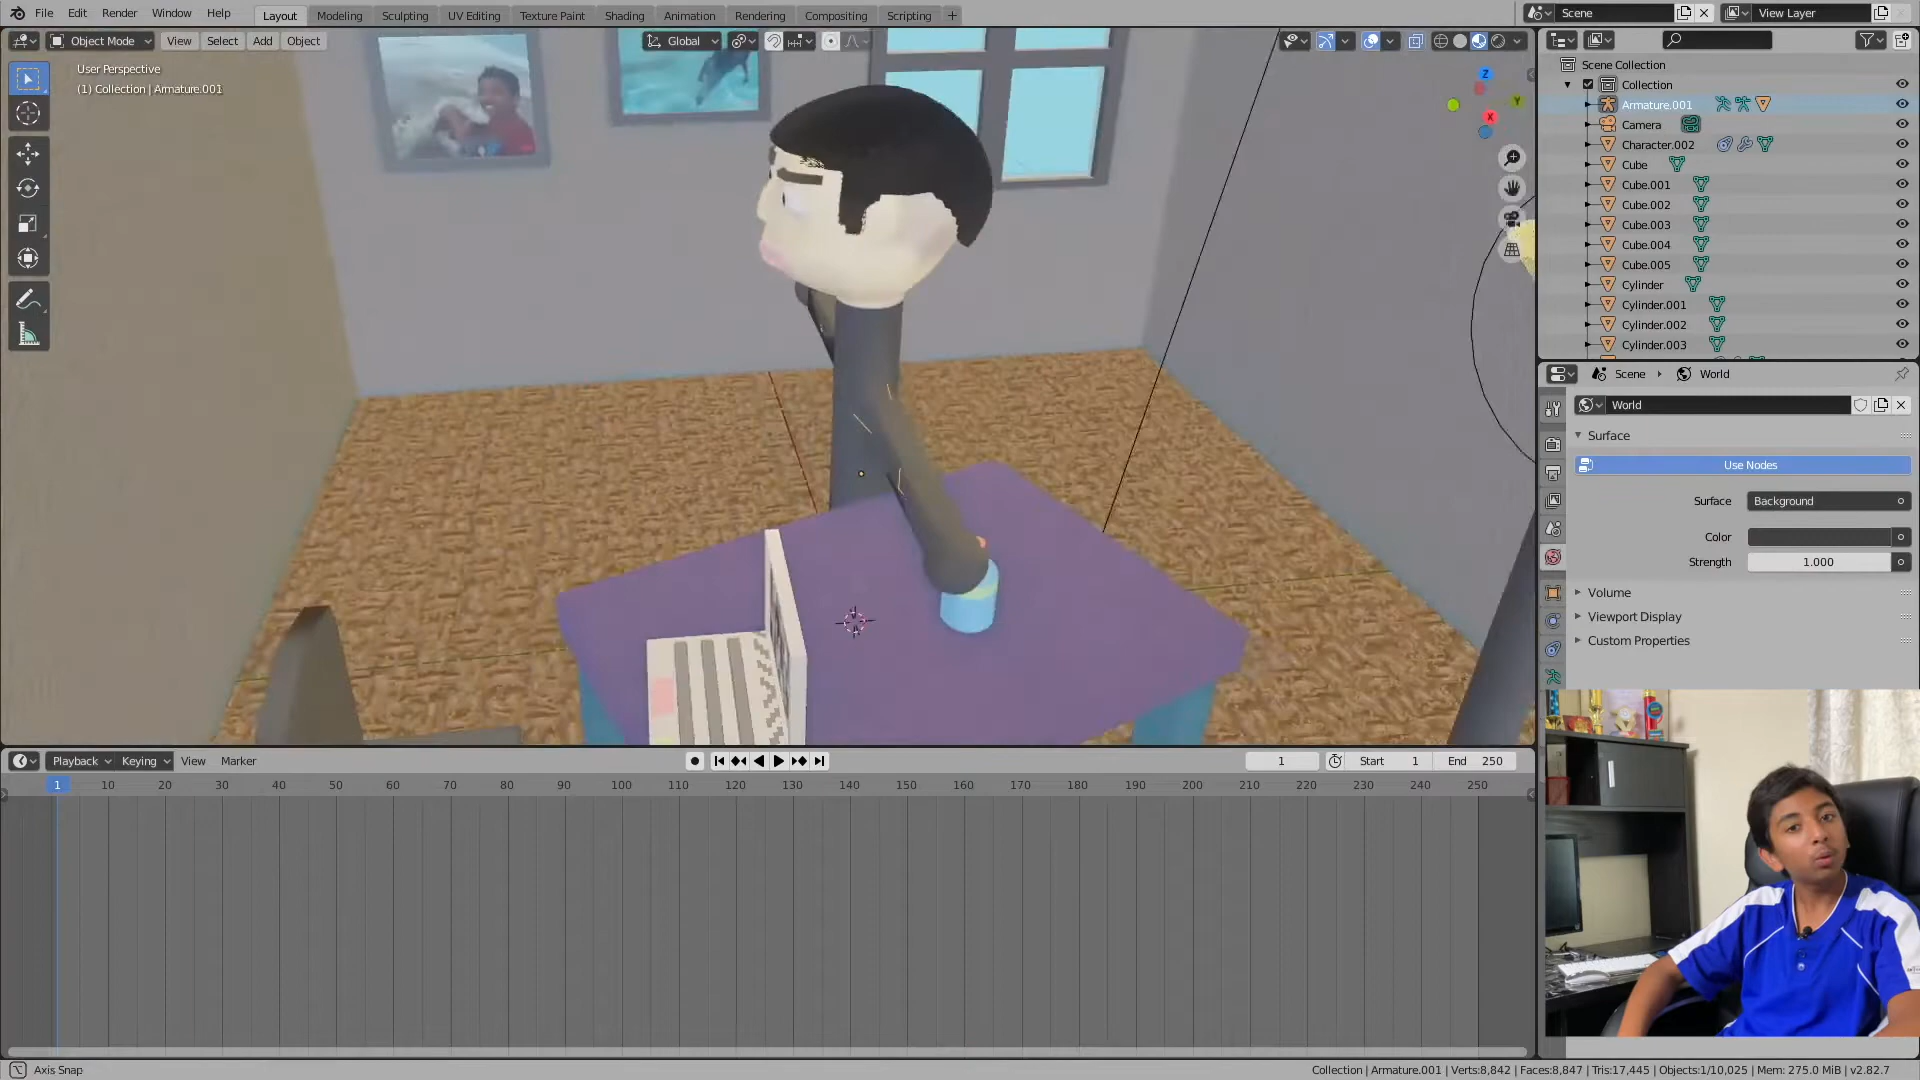 File Edit Render Window Help
Layout Modeling Sculpting UV Editing Texture Paint Shading Animation Rendering Compositing Scripting
Scene
View Layer
Object Mode View Select Add Object
Global
User Perspective
(1) Collection | Armature.001
Z
Y
X
Scene Collection
Collection
Armature.001
Camera
Character.002
Cube
Cube.001
Cube.002
Cube.003
Cube.004
Cube.005
Cylinder
Cylinder.001
Cylinder.002
Cylinder.003
Scene World
World
Surface
Use Nodes
Surface Background
Color
Strength 1.000
Volume
Viewport Display
Custom Properties
Playback Keying View Marker
1
Start 1
End 250
1 10 20 30 40 50 60 70 80 90 100 110 120 130 140 150 160 170 180 190 200 210 220 230 240 250
Axis Snap
Collection | Armature.001 | Verts:8,842 | Faces:8,847 | Tris:17,445 | Objects:1/10,025 | Mem: 275.0 MiB | v2.82.7